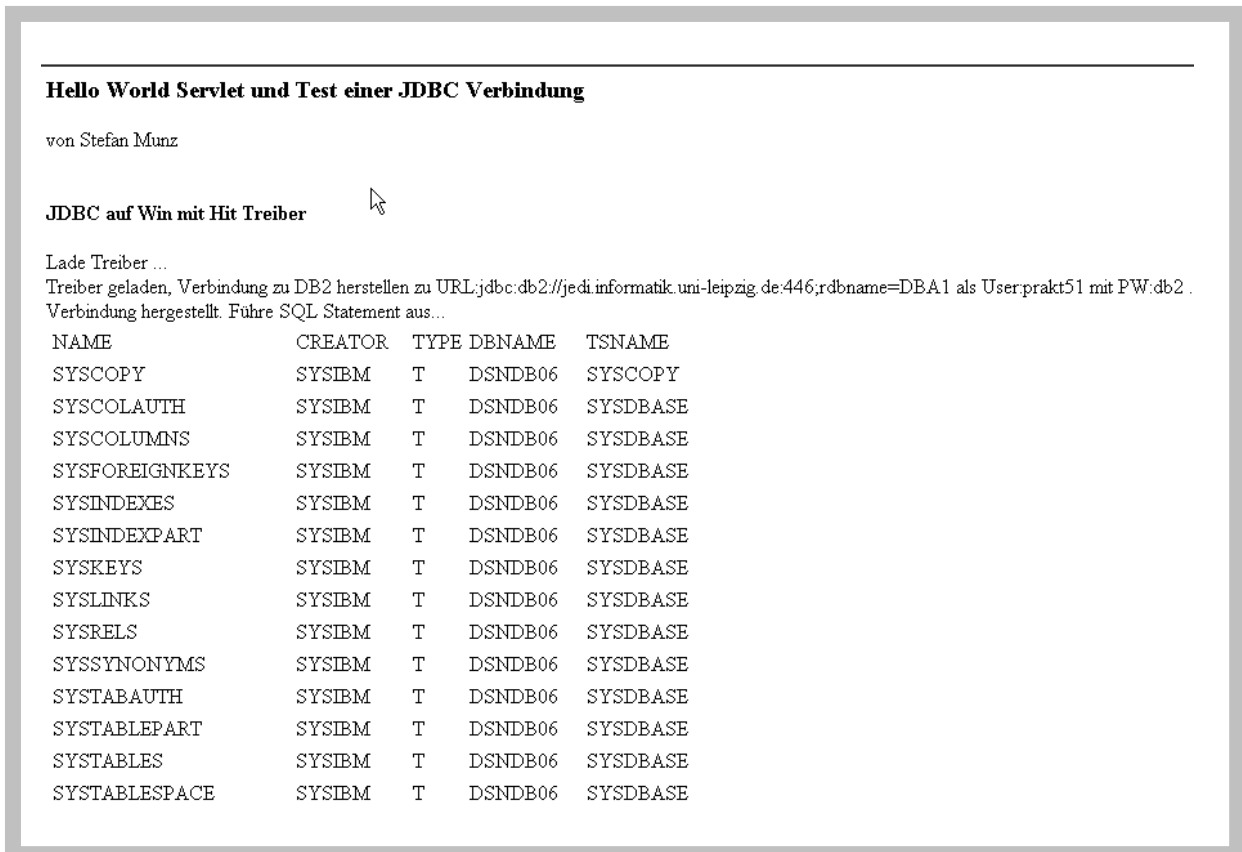 Hello World Servlet und Test einer JDBC Verbindung
von Stefan Munz
JDBC auf Win mit Hit Treiber
Lade Treiber ...
Treiber geladen, Verbindung zu DB2 herstellen zu URL:jdbc:db2://jedi.informatik.uni-leipzig.de:446;rdbname=DBA1 als User:prakt51 mit PW:db2 .
Verbindung hergestellt. Führe SQL Statement aus...
NAME CREATOR TYPE DBNAME TSNAME
SYSCOPY SYSIBM T DSNDB06 SYSCOPY
SYSCOLAUTH SYSIBM T DSNDB06 SYSDBASE
SYSCOLUMNS SYSIBM T DSNDB06 SYSDBASE
SYSFOREIGNKEYS SYSIBM T DSNDB06 SYSDBASE
SYSINDEXES SYSIBM T DSNDB06 SYSDBASE
SYSINDEXPART SYSIBM T DSNDB06 SYSDBASE
SYSKEYS SYSIBM T DSNDB06 SYSDBASE
SYSLINKS SYSIBM T DSNDB06 SYSDBASE
SYSRELS SYSIBM T DSNDB06 SYSDBASE
SYSSYNONYMS SYSIBM T DSNDB06 SYSDBASE
SYSTABAUTH SYSIBM T DSNDB06 SYSDBASE
SYSTABLEPART SYSIBM T DSNDB06 SYSDBASE
SYSTABLES SYSIBM T DSNDB06 SYSDBASE
SYSTABLESPACE SYSIBM T DSNDB06 SYSDBASE